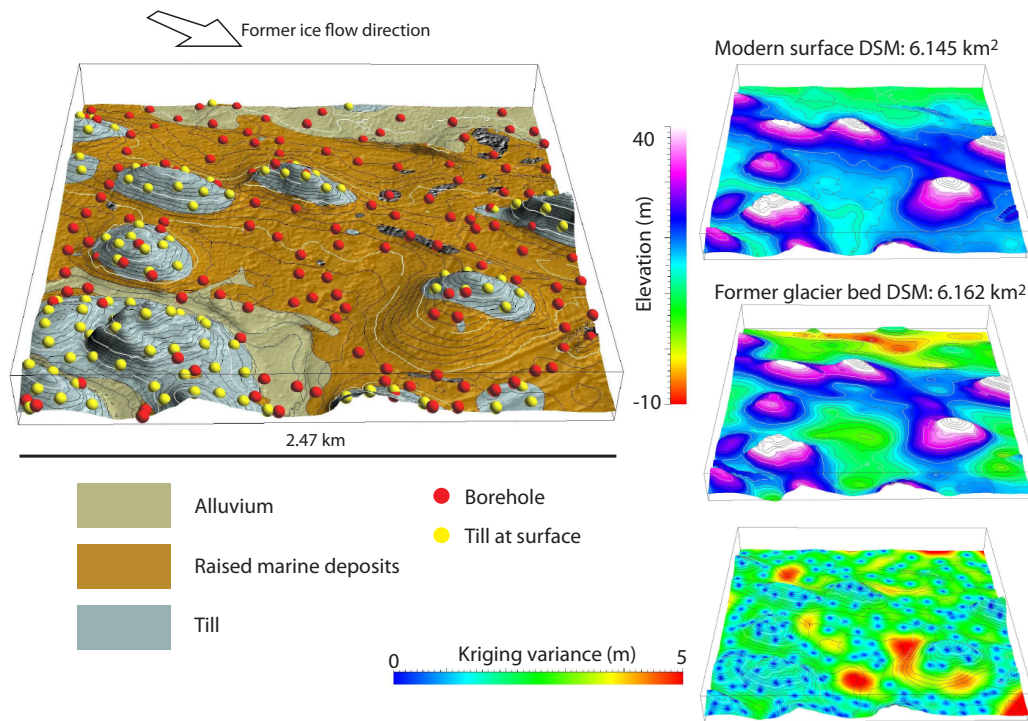 Former ice flow direction
Modern surface DSM: 6.145 km²
40
Elevation (m)
-10
Former glacier bed DSM: 6.162 km²
2.47 km
Alluvium
Raised marine deposits
Till
Borehole
Till at surface
Kriging variance (m)
0
5